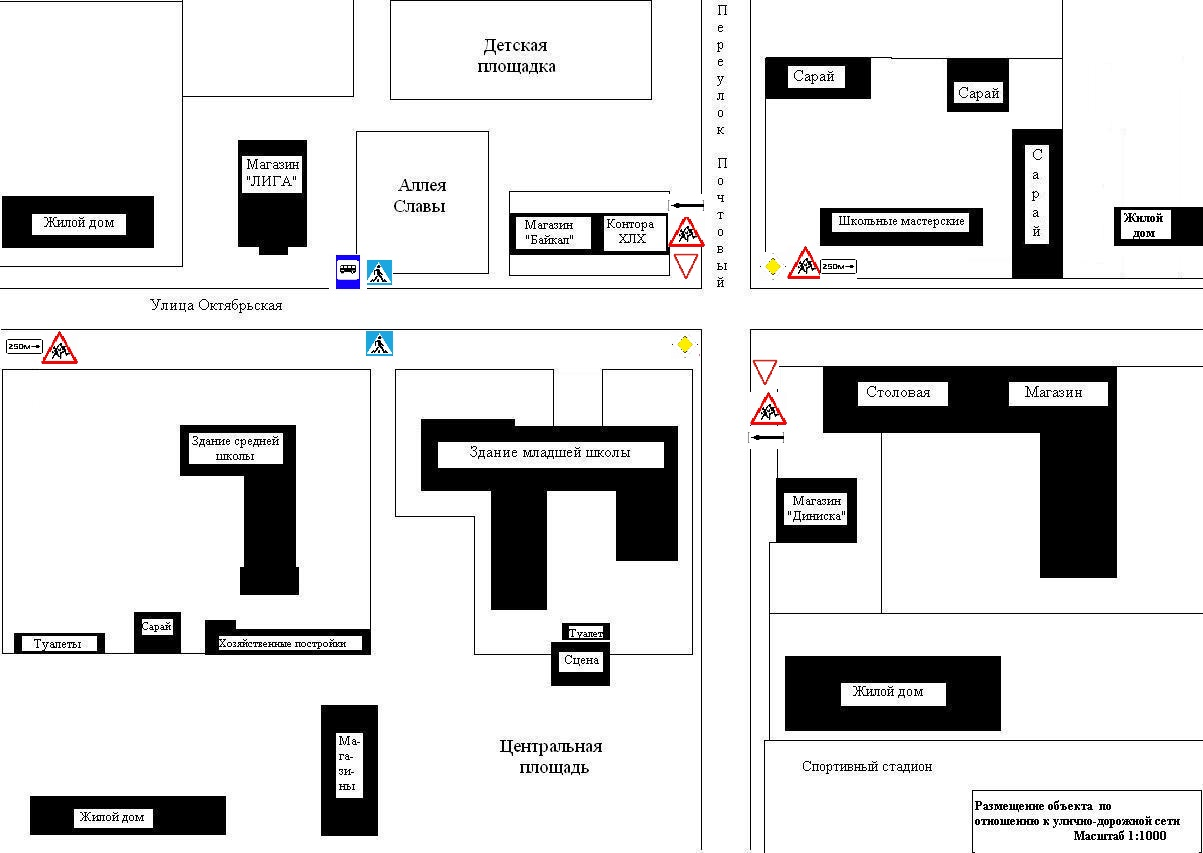 Детская
площадка
Переулок Почтовый
Сарай
Сарай
Магазин
"ЛИГА"
Аллея
Славы
Сарай
Жилой дом
Магазин
"Байкал"
Контора
ХЛХ
Школьные мастерские
Жилой
дом
250м
Улица Октябрьская
250м
Столовая
Магазин
Здание средней
школы
Здание младшей школы
Магазин
"Диниска"
Сарай
Туалеты
Хозяйственные постройки
Туалет
Сцена
Жилой дом
Ма-
га-
зи-
ны
Центральная
площадь
Спортивный стадион
Жилой дом
Размещение объекта по
отношению к улично-дорожной сети
Масштаб 1:1000